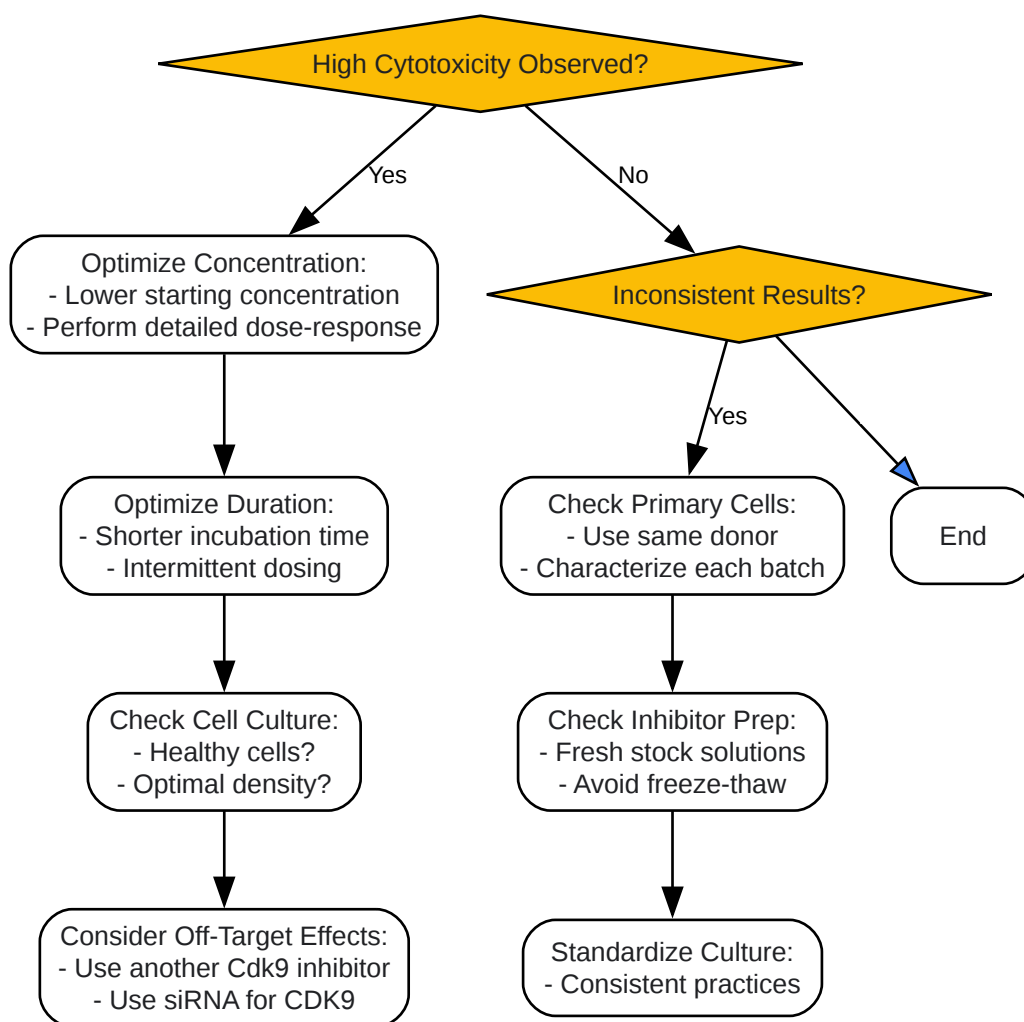 High Cytotoxicity Observed?
Yes
No
Optimize Concentration:
- Lower starting concentration
- Perform detailed dose-response
Inconsistent Results?
Yes
Optimize Duration:
- Shorter incubation time
- Intermittent dosing
Check Primary Cells:
- Use same donor
- Characterize each batch
End
Check Cell Culture:
- Healthy cells?
- Optimal density?
Check Inhibitor Prep:
- Fresh stock solutions
- Avoid freeze-thaw
Consider Off-Target Effects:
- Use another Cdk9 inhibitor
- Use siRNA for CDK9
Standardize Culture:
- Consistent practices